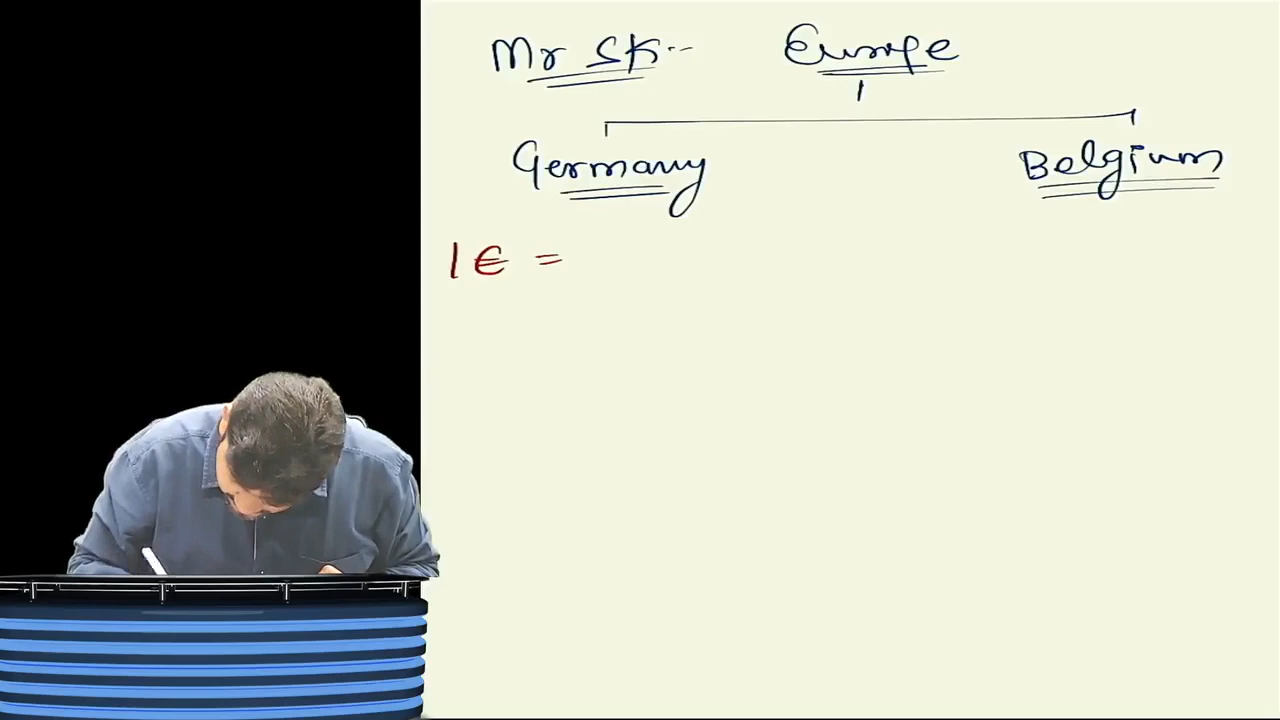 Mr SK-- Europe
Germany Belgium
1 € =